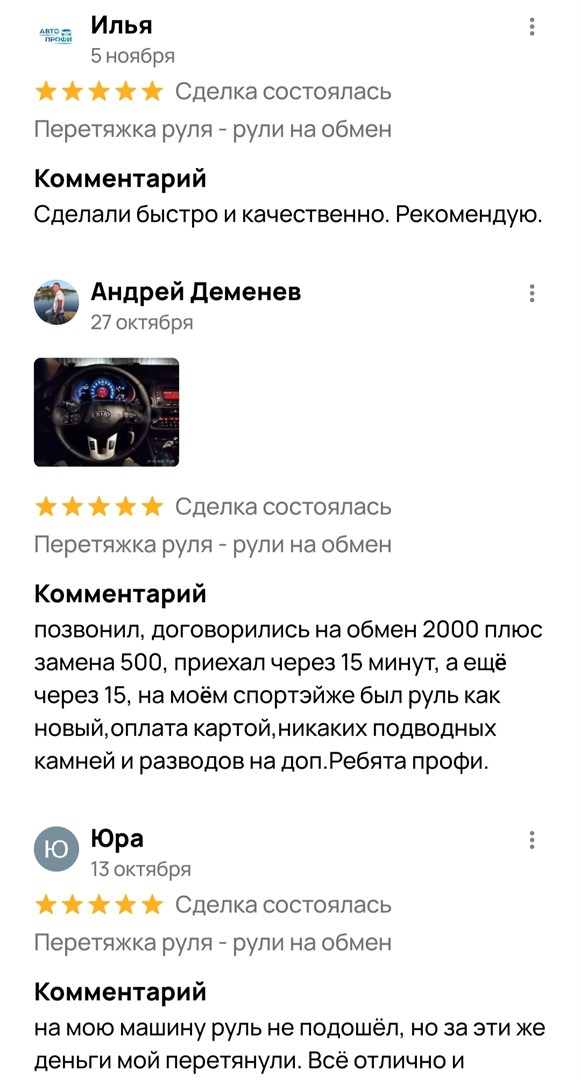 АВТО
ПРОФИ
Илья
5 ноября
Сделка состоялась
Перетяжка руля - рули на обмен
Комментарий
Сделали быстро и качественно. Рекомендую.
Андрей Деменев
27 октября
KIA
Сделка состоялась
Перетяжка руля - рули на обмен
Комментарий
позвонил, договорились на обмен 2000 плюс
замена 500, приехал через 15 минут, а ещё
через 15, на моём спортэйже был руль как
новый,оплата картой,никаких подводных
камней и разводов на доп.Ребята профи.
Ю
Юра
13 октября
Сделка состоялась
Перетяжка руля - рули на обмен
Комментарий
на мою машину руль не подошёл, но за эти же
деньги мой перетянули. Всё отлично и